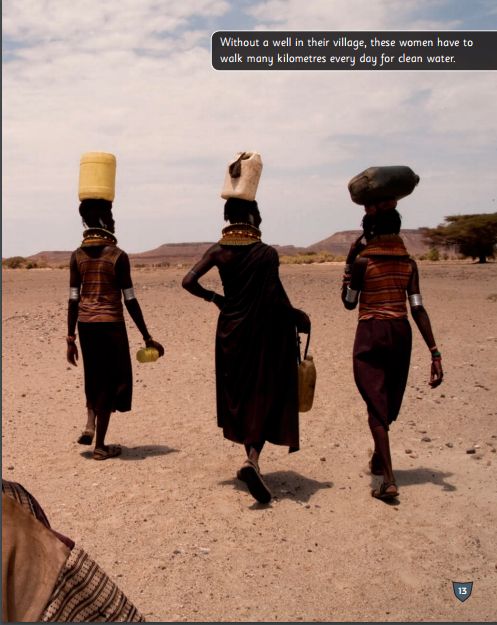 Without a well in their village, these women have to
walk many kilometres every day for clean water.
13